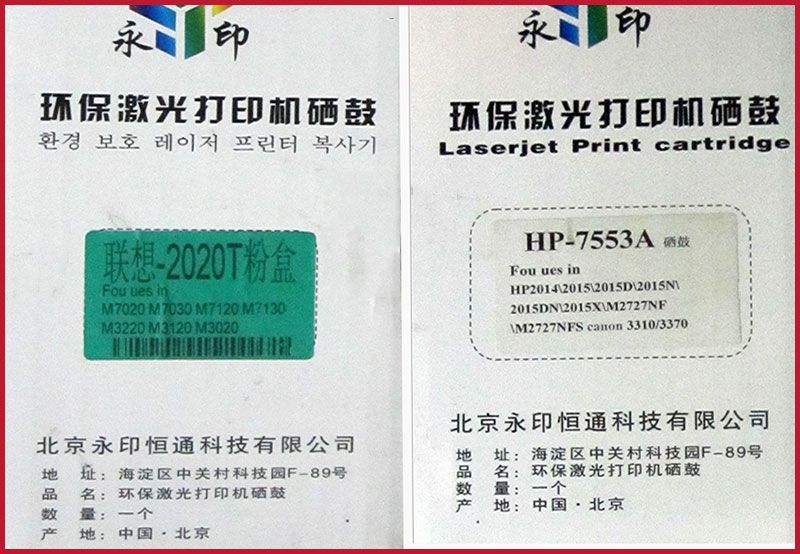 永印
环保激光打印机硒鼓
환경 보호 레이저 프린터 복사기
联想-2020T粉盒
Fou ues in
M7020 M7030 M7120 M7130
M3220 M3120 M3020
北京永印恒通科技有限公司
地 址：海淀区中关村科技园F-89号
品 名：环保激光打印机硒鼓
数 量：一个
产 地：中国·北京
永印
环保激光打印机硒鼓
Laserjet Print cartridge
HP-7553A 硒鼓
Fou ues in
HP2014\2015\2015D\2015N\
2015DN\2015X\M2727NF
\M2727NFS canon 3310/3370
北京永印恒通科技有限公司
地 址：海淀区中关村科技园F-89号
品 名：环保激光打印机硒鼓
数 量：一个
产 地：中国·北京